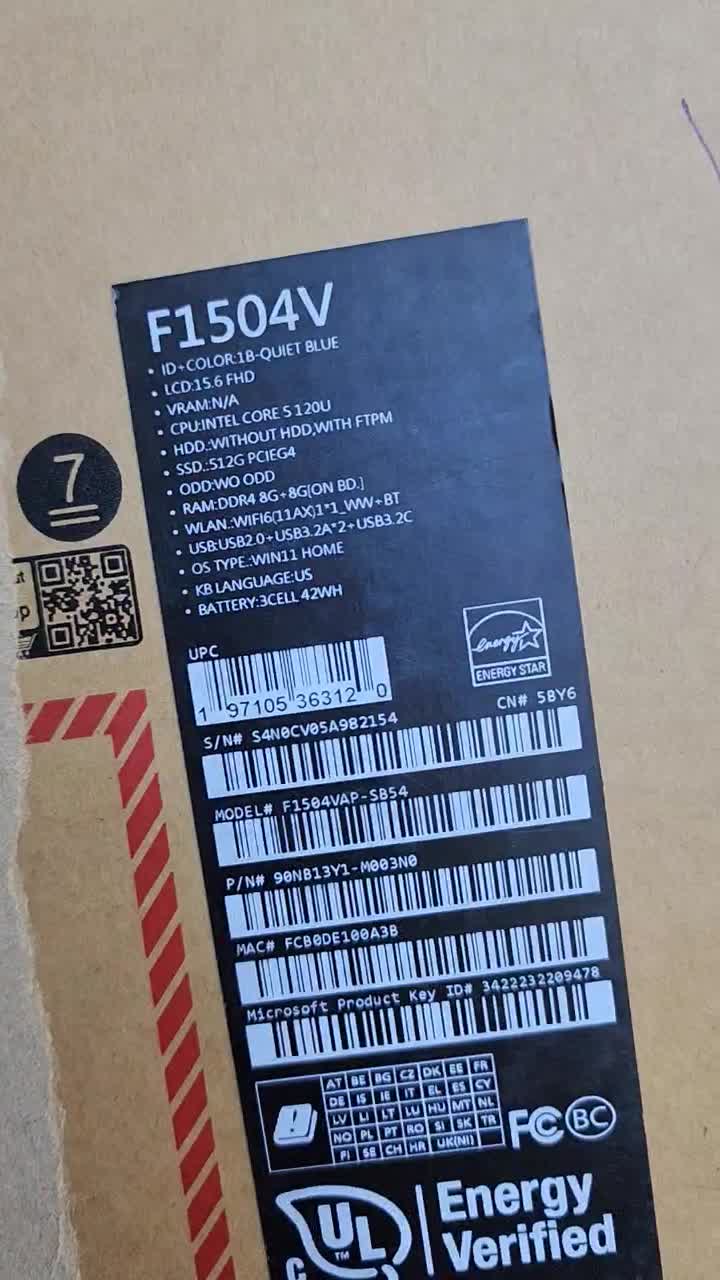 F1504V
• ID+COLOR:1B-QUIET BLUE
• LCD:15.6 FHD
• VRAM:N/A
• CPU:INTEL CORE 5 120U
• HDD.:WITHOUT HDD,WITH FTPM
• SSD.:512G PCIEG4
• ODD:WO ODD
• RAM:DDR4 8G+8G[ON BD.]
• WLAN.:WIFI6(11AX)1*1_WW+BT
• USB:USB2.0+USB3.2A*2+USB3.2C
• OS TYPE.:WIN11 HOME
• KB LANGUAGE:US
• BATTERY:3CELL 42WH
7
UPC
1 97105 36312 0
energy
ENERGY STAR
CN# 5BY6
S/N# S4N0CV05A982154
MODEL# F1504VAP-SB54
P/N# 90NB13Y1-M003N0
MAC# FCB0DE100A3B
Microsoft Product Key ID# 3422232209478
AT BE BG CZ DK EE FR
DE IS IE IT EL ES CY
LV LI LT LU HU MT NL
NO PL PT RO SI SK TR
FI SE CH HR UK(NI)
FC BC
C UL TM
Energy
Verified